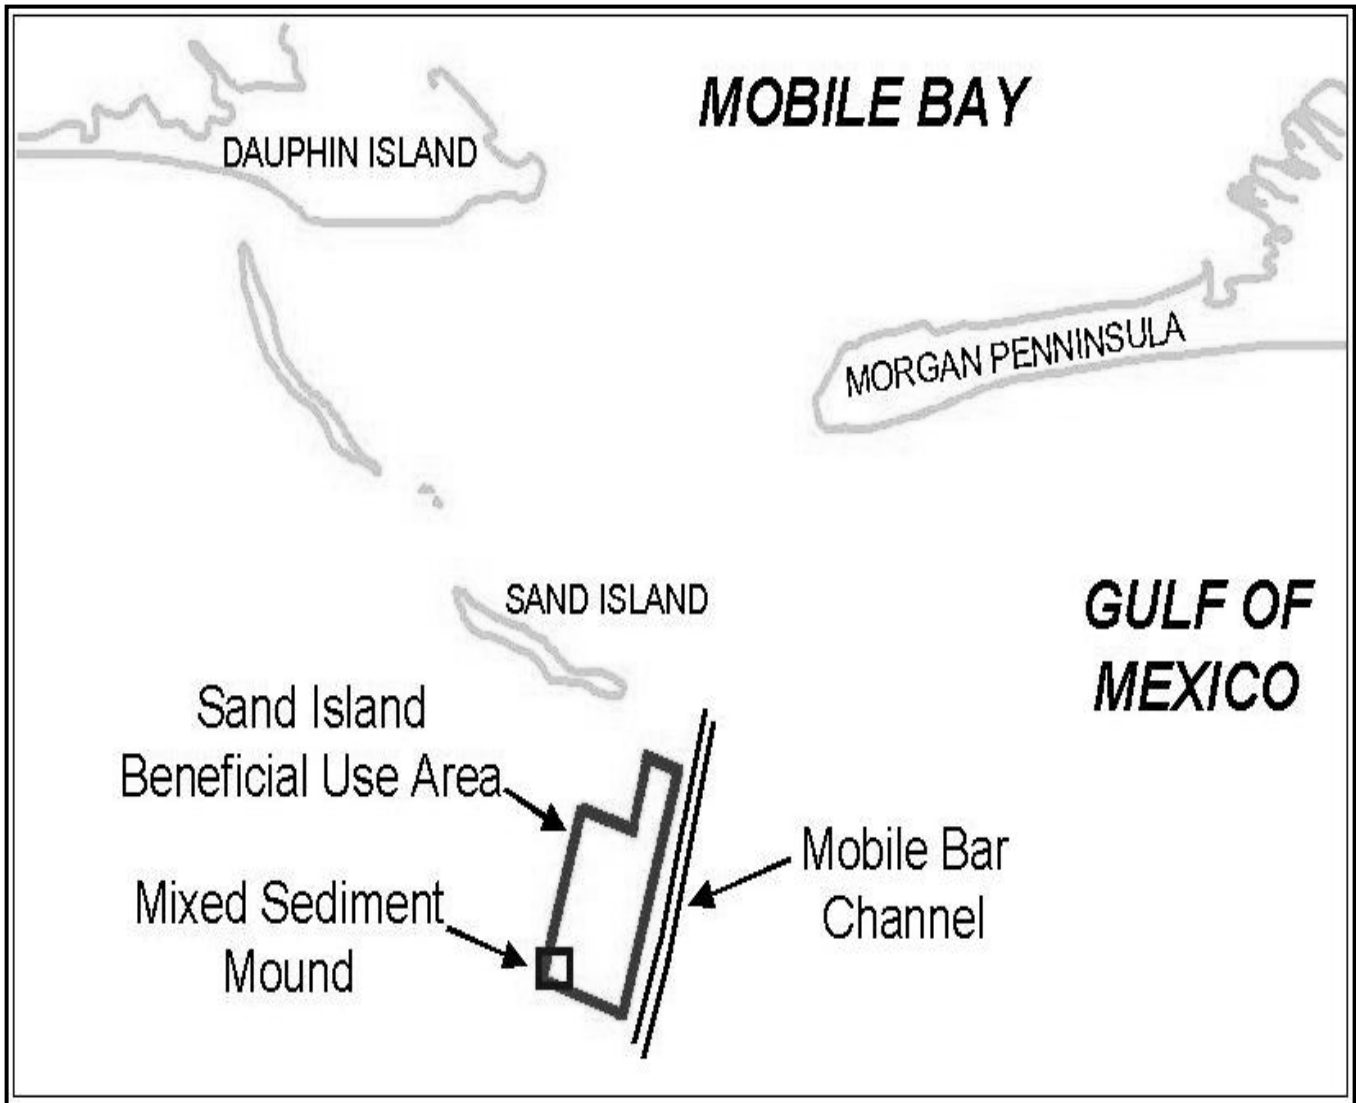 MOBILE BAY
DAUPHIN ISLAND
MORGAN PENNINSULA
SAND ISLAND
GULF OF
MEXICO
Sand Island
Beneficial Use Area
Mobile Bar
Channel
Mixed Sediment
Mound